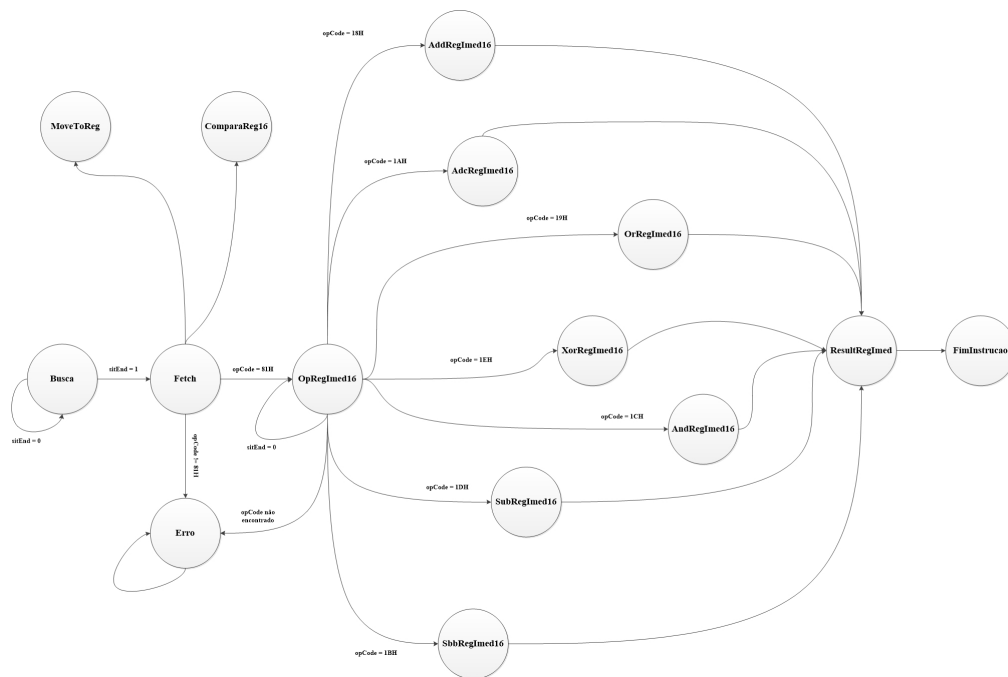 opCode = 18H
AddRegImed16
MoveToReg
ComparaReg16
opCode = 1AH
AdcRegImed16
opCode = 19H
OrRegImed16
XorRegImed16
ResultRegImed
FimInstrucao
opCode = 1EH
Busca
sitEnd = 1
Fetch
opCode = 81H
OpRegImed16
opCode = 1CH
AndRegImed16
sitEnd = 0
sitEnd = 0
opCode != 81H
opCode = 1DH
SubRegImed16
opCode não
encontrado
Erro
SbbRegImed16
opCode = 1BH